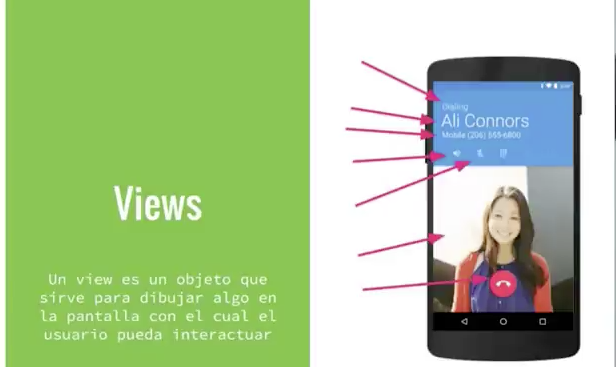 Views
Un view es un objeto que
sirve para dibujar algo en
la pantalla con el cual el
usuario pueda interactuar
Dialing
Ali Connors
Mobile (206) 555-6800